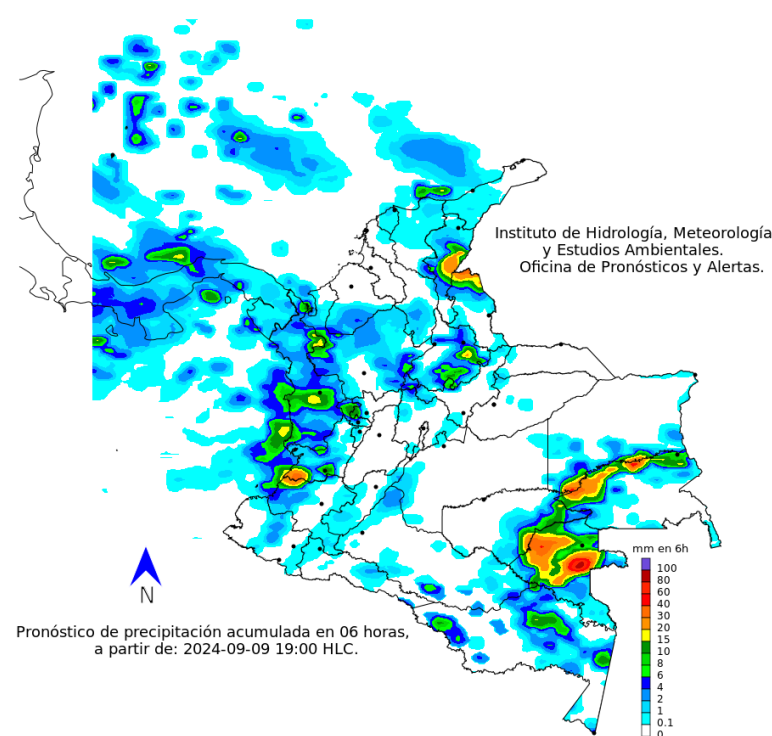 Instituto de Hidrología, Meteorología
y Estudios Ambientales.
Oficina de Pronósticos y Alertas.
mm en 6h
100
80
60
40
30
20
15
10
8
6
4
2
1
0.1
0
N
Pronóstico de precipitación acumulada en 06 horas,
a partir de: 2024-09-09 19:00 HLC.